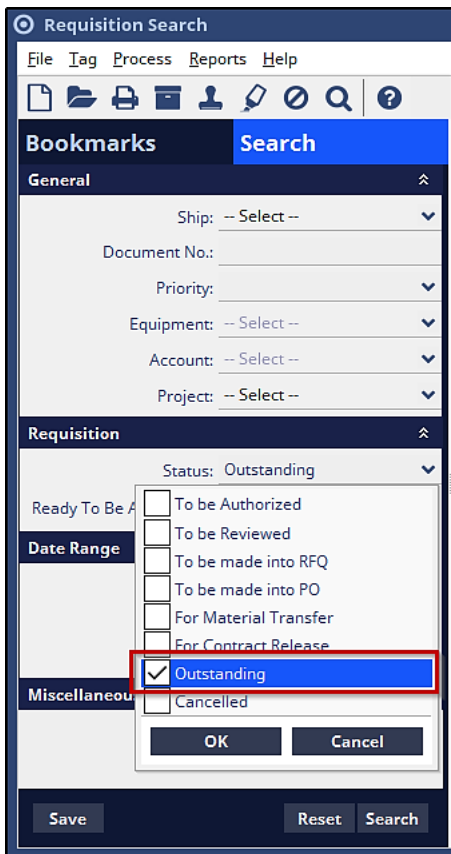 Requisition Search
File Tag Process Reports Help
Bookmarks Search
General
Ship: -- Select --
Document No.:
Priority:
Equipment: -- Select --
Account: -- Select --
Project: -- Select --
Requisition
Status: Outstanding
Ready To Be A
To be Authorized
To be Reviewed
Date Range
To be made into RFQ
To be made into PO
For Material Transfer
For Contract Release
Outstanding
Miscellaneou
Cancelled
OK Cancel
Save Reset Search